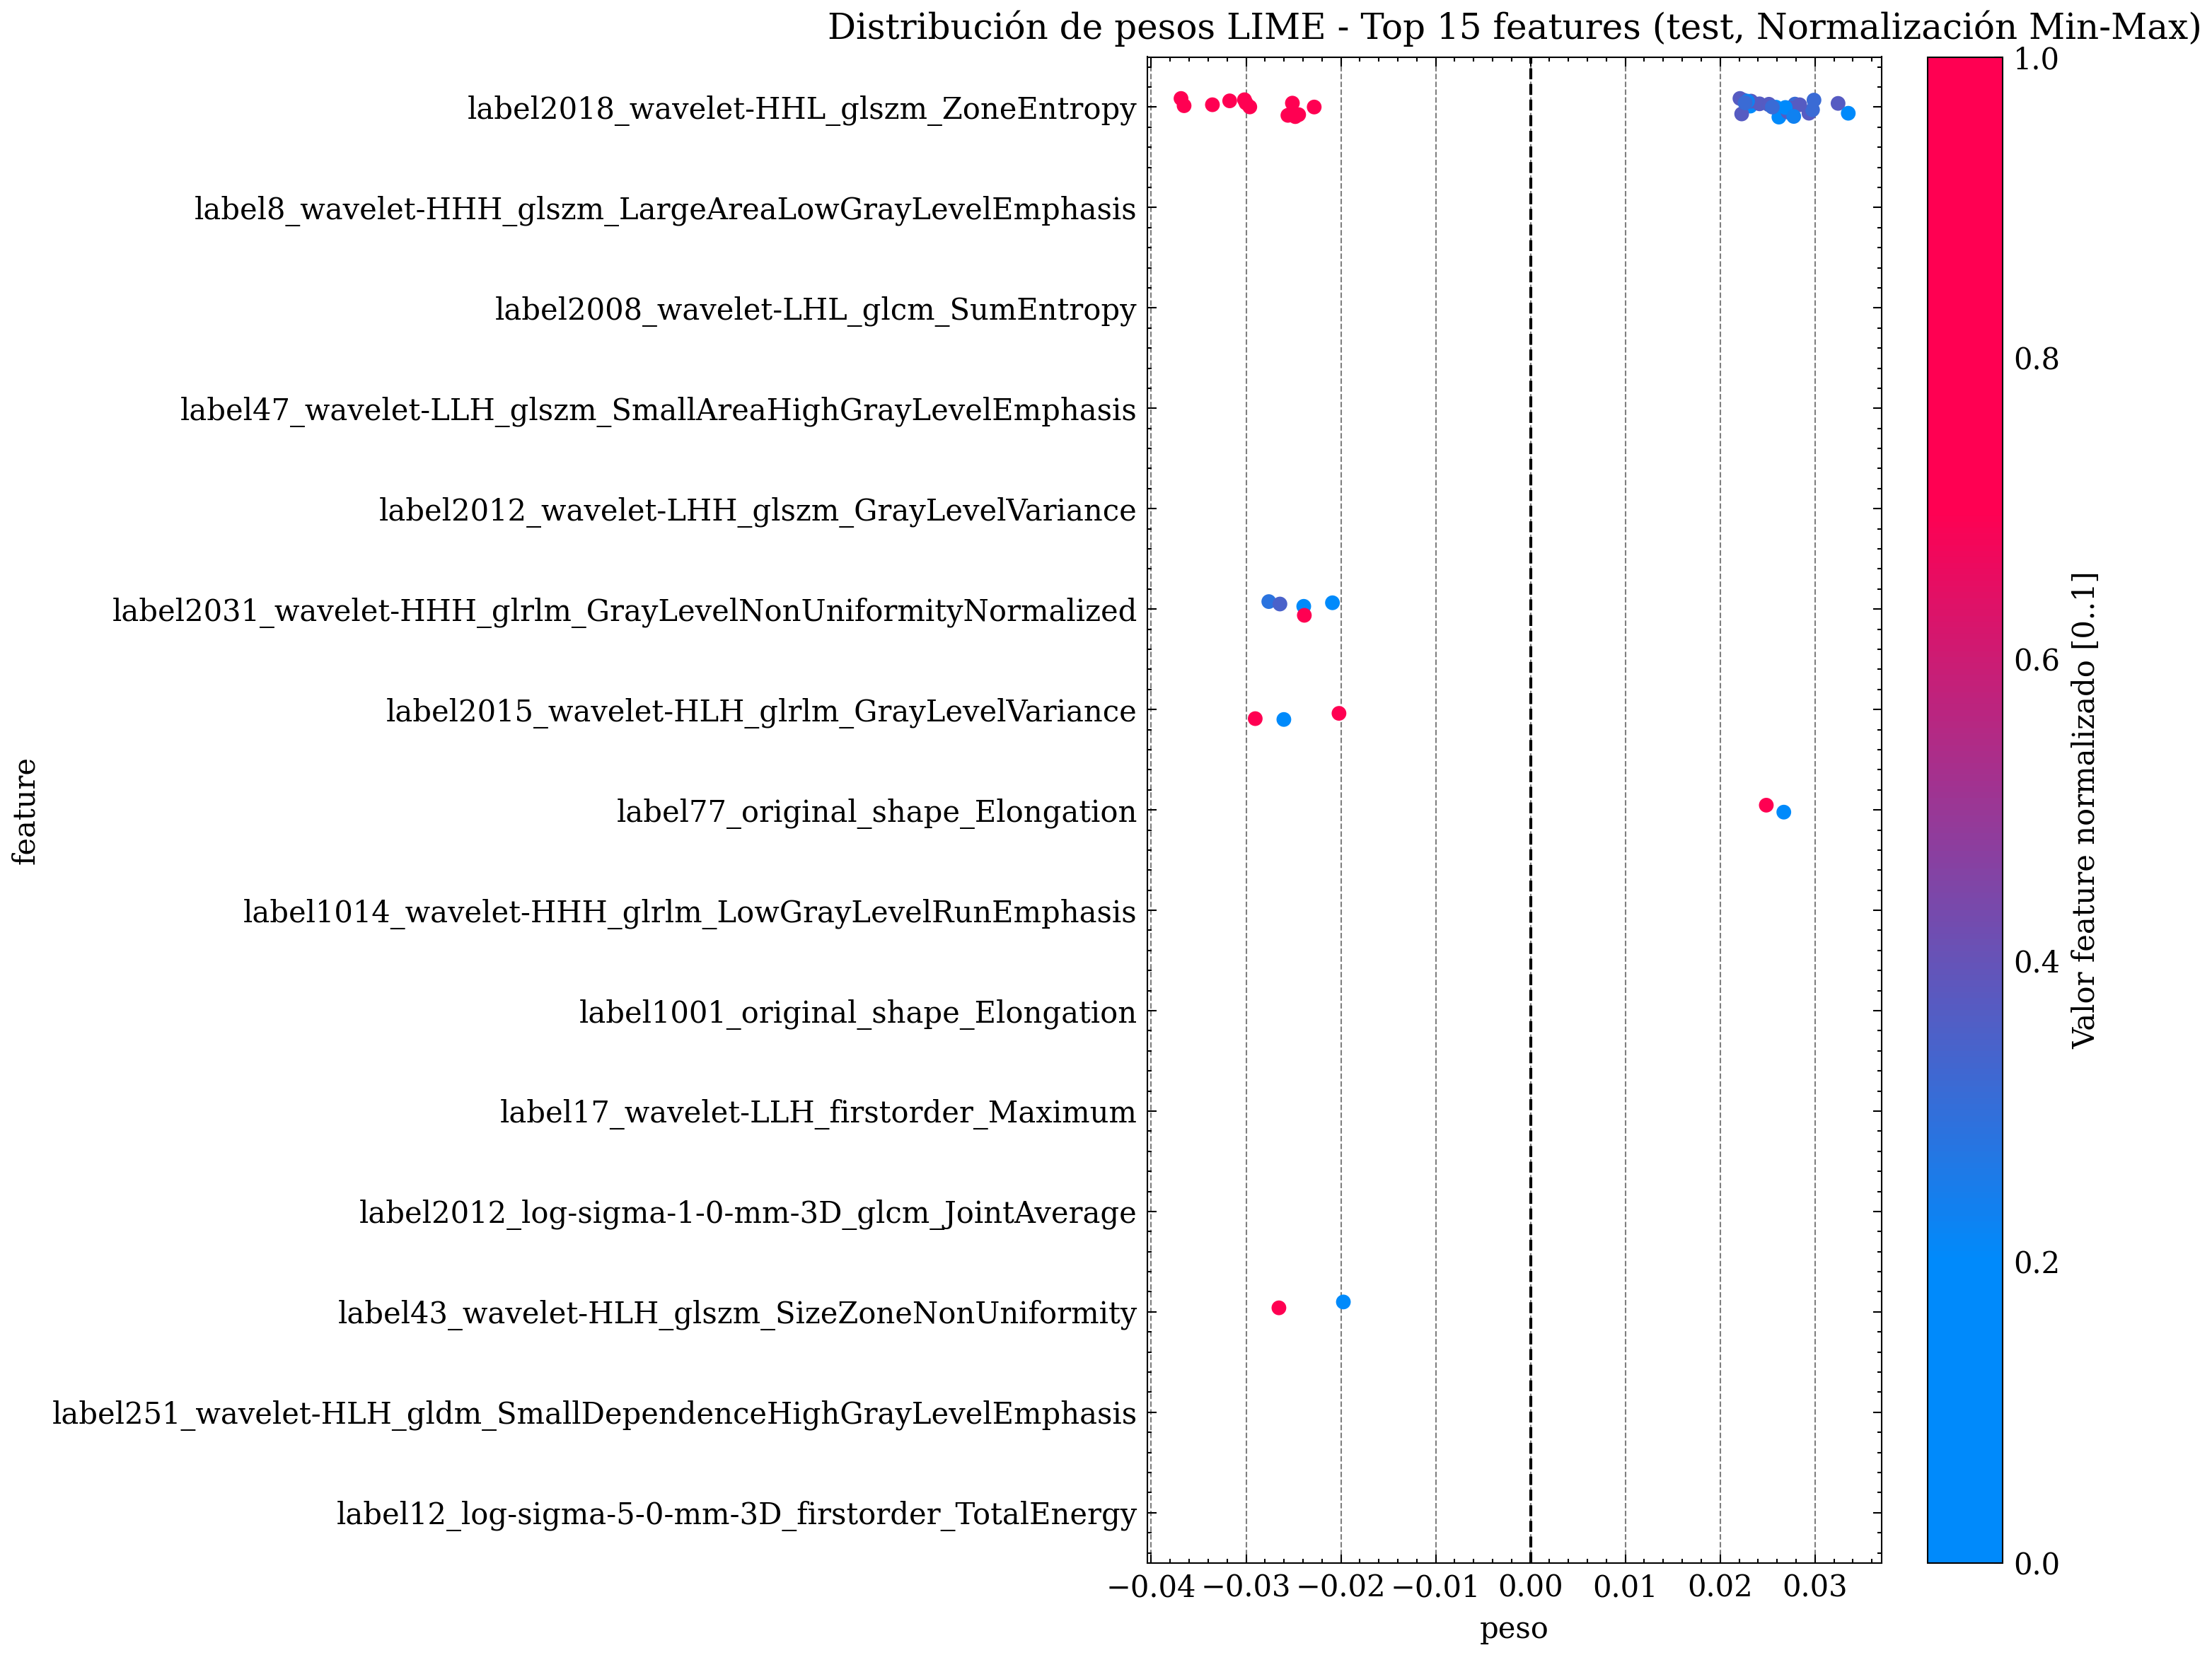 Distribución de pesos LIME - Top 15 features (test, Normalización Min-Max)
label2018_wavelet-HHL_glszm_ZoneEntropy
label8_wavelet-HHH_glszm_LargeAreaLowGrayLevelEmphasis
label2008_wavelet-LHL_glcm_SumEntropy
label47_wavelet-LLH_glszm_SmallAreaHighGrayLevelEmphasis
label2012_wavelet-LHH_glszm_GrayLevelVariance
label2031_wavelet-HHH_glrlm_GrayLevelNonUniformityNormalized
label2015_wavelet-HLH_glrlm_GrayLevelVariance
label77_original_shape_Elongation
label1014_wavelet-HHH_glrlm_LowGrayLevelRunEmphasis
label1001_original_shape_Elongation
label17_wavelet-LLH_firstorder_Maximum
label2012_log-sigma-1-0-mm-3D_glcm_JointAverage
label43_wavelet-HLH_glszm_SizeZoneNonUniformity
label251_wavelet-HLH_gldm_SmallDependenceHighGrayLevelEmphasis
label12_log-sigma-5-0-mm-3D_firstorder_TotalEnergy
feature
−0.04 −0.03 −0.02 −0.01 0.00 0.01 0.02 0.03
peso
1.0
0.8
0.6
0.4
0.2
0.0
Valor feature normalizado [0..1]